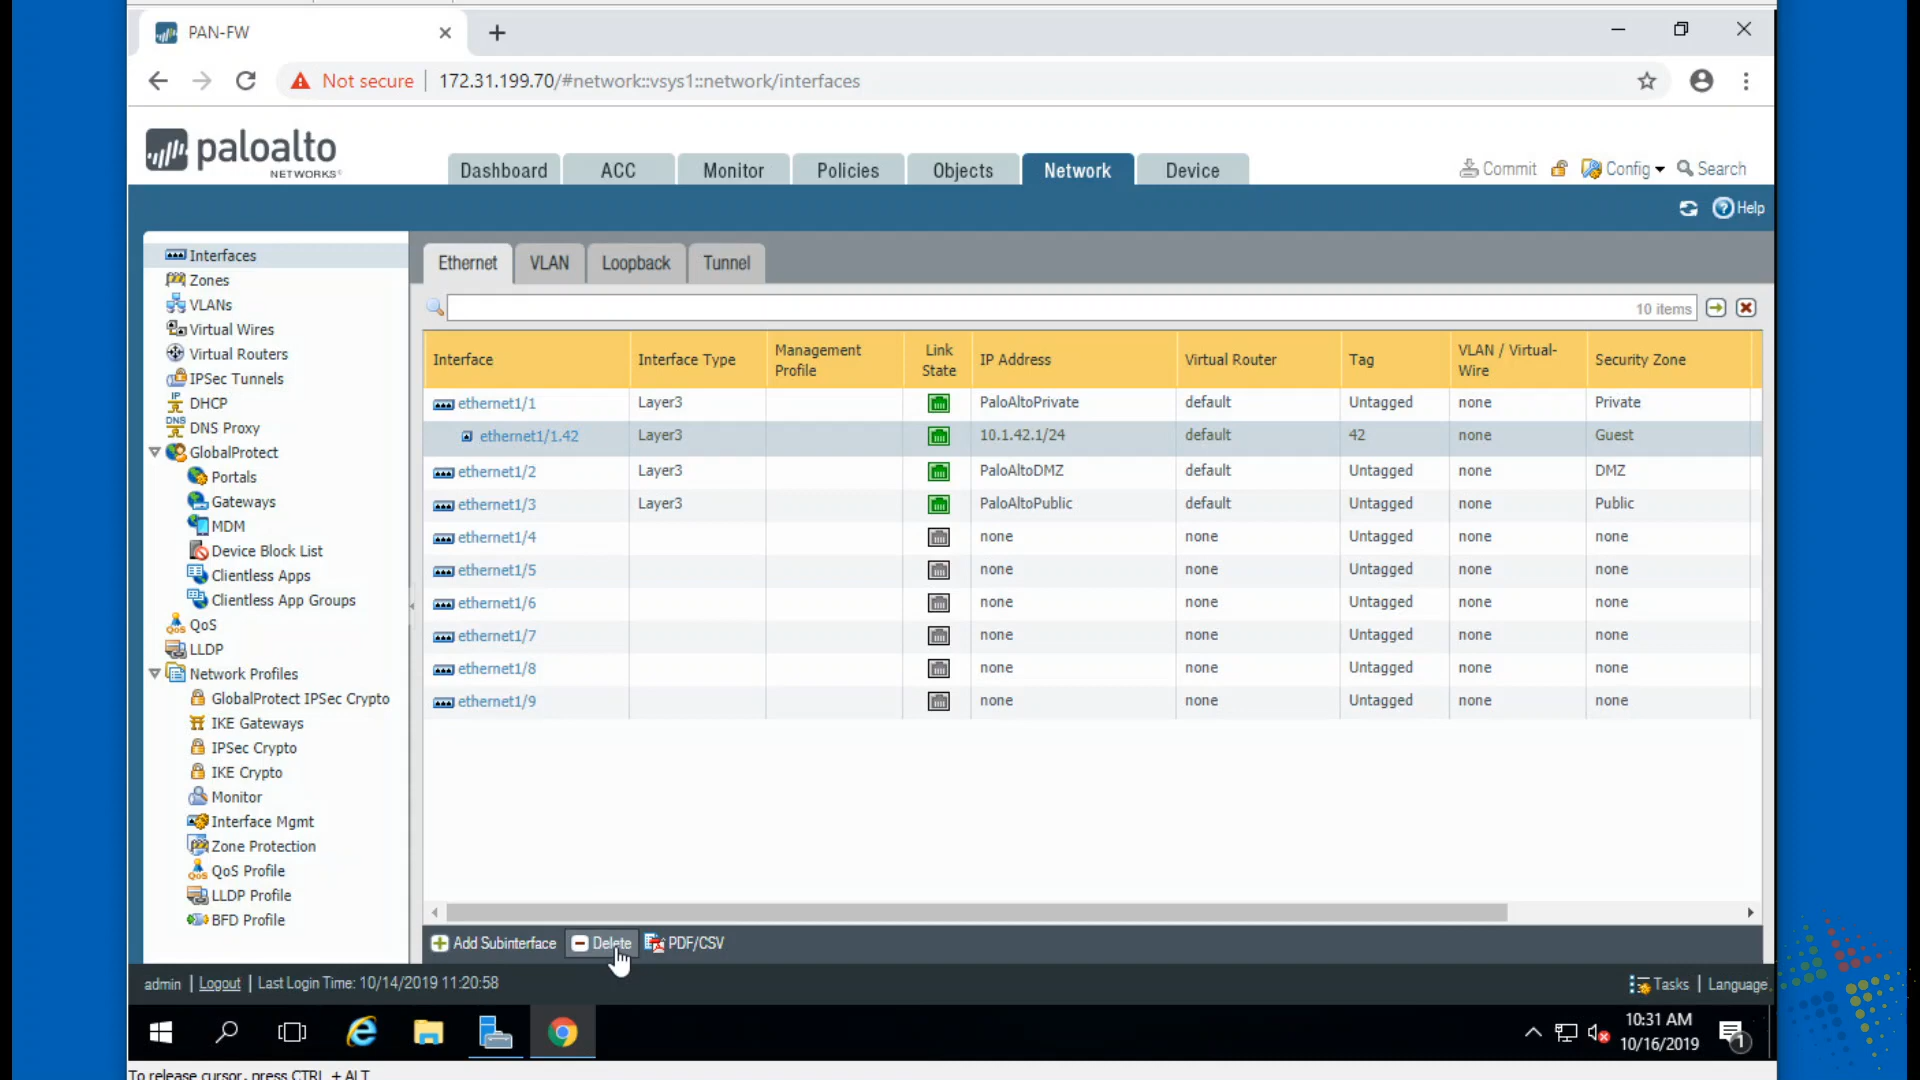 PAN-FW
Not secure | 172.31.199.70/#network::vsys1::network/interfaces
paloalto
NETWORKS
Dashboard ACC Monitor Policies Objects Network Device
Commit Config Search
Help
Interfaces
Zones
VLANs
Virtual Wires
Virtual Routers
IPSec Tunnels
IP DHCP
DNS DNS Proxy
GlobalProtect
Portals
Gateways
MDM
Device Block List
Clientless Apps
Clientless App Groups
QoS
LLDP
Network Profiles
GlobalProtect IPSec Crypto
IKE Gateways
IPSec Crypto
IKE Crypto
Monitor
Interface Mgmt
Zone Protection
QoS Profile
LLDP Profile
BFD Profile
Ethernet VLAN Loopback Tunnel
10 items
Interface Interface Type Management Profile Link State IP Address Virtual Router Tag VLAN / Virtual-Wire Security Zone
ethernet1/1 Layer3 PaloAltoPrivate default Untagged none Private
ethernet1/1.42 Layer3 10.1.42.1/24 default 42 none Guest
ethernet1/2 Layer3 PaloAltoDMZ default Untagged none DMZ
ethernet1/3 Layer3 PaloAltoPublic default Untagged none Public
ethernet1/4 none none Untagged none none
ethernet1/5 none none Untagged none none
ethernet1/6 none none Untagged none none
ethernet1/7 none none Untagged none none
ethernet1/8 none none Untagged none none
ethernet1/9 none none Untagged none none
Add Subinterface Delete PDF/CSV
admin | Logout | Last Login Time: 10/14/2019 11:20:58
Tasks | Language
10:31 AM
10/16/2019
1
To release cursor, press CTRL + ALT